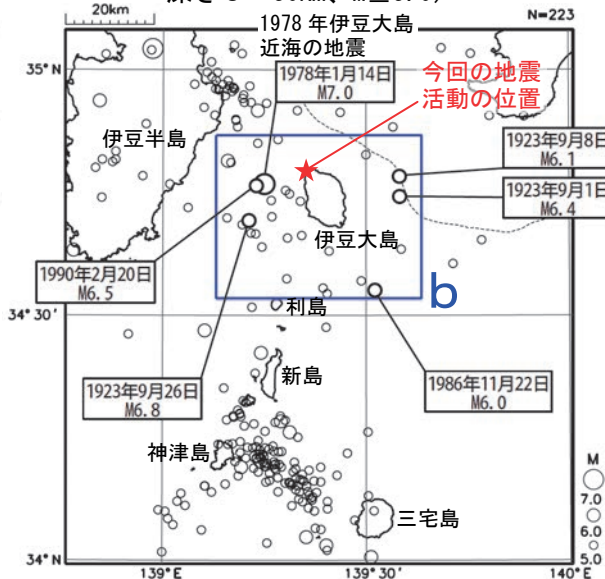 20km
1978年伊豆大島
近海の地震
N=223
35°N
1978年1月14日
M7.0
今回の地震
活動の位置
伊豆半島
1923年9月8日
M6.1
1923年9月1日
M6.4
伊豆大島
1990年2月20日
M6.5
b
利島
34°30'
1923年9月26日
M6.8
新島
1986年11月22日
M6.0
神津島
三宅島
M
7.0
6.0
5.0
34°N
139°E
139°30'
140°E